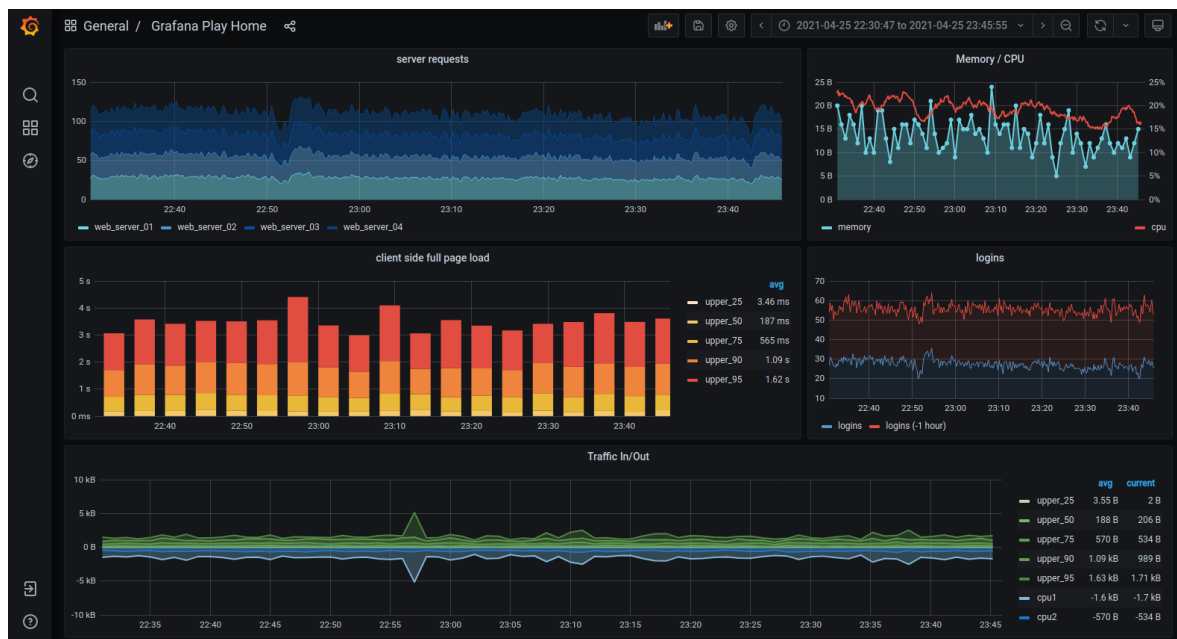 General / Grafana Play Home
2021-04-25 22:30:47 to 2021-04-25 23:45:55
server requests
150
100
50
0
22:40 22:50 23:00 23:10 23:20 23:30 23:40
web_server_01 web_server_02 web_server_03 web_server_04
Memory / CPU
25 B 25%
20 B 20%
15 B 15%
10 B 10%
5 B 5%
0 B 0%
22:40 22:50 23:00 23:10 23:20 23:30 23:40
memory cpu
client side full page load
5 s
4 s
3 s
2 s
1 s
0 ms
22:40 22:50 23:00 23:10 23:20 23:30 23:40
avg
upper_25 3.46 ms
upper_50 187 ms
upper_75 565 ms
upper_90 1.09 s
upper_95 1.62 s
logins
70
60
50
40
30
20
10
22:40 22:50 23:00 23:10 23:20 23:30 23:40
logins logins (-1 hour)
Traffic In/Out
10 kB
5 kB
0 B
-5 kB
-10 kB
22:35 22:40 22:45 22:50 22:55 23:00 23:05 23:10 23:15 23:20 23:25 23:30 23:35 23:40 23:45
avg current
upper_25 3.55 B 2 B
upper_50 188 B 206 B
upper_75 570 B 534 B
upper_90 1.09 kB 989 B
upper_95 1.63 kB 1.71 kB
cpu1 -1.6 kB -1.7 kB
cpu2 -570 B -534 B